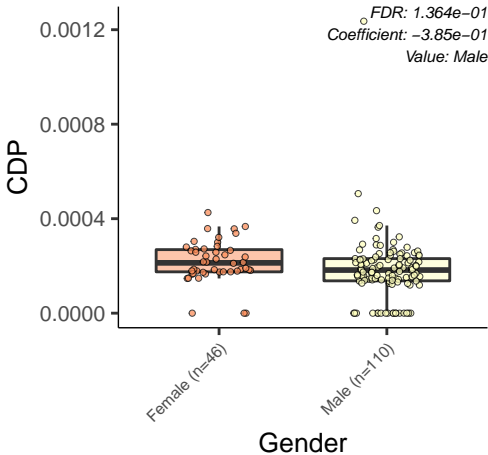 FDR: 1.364e−01
Coefficient: −3.85e−01
Value: Male
0.0012
0.0008
0.0004
0.0000
CDP
Female (n=46)
Male (n=110)
Gender